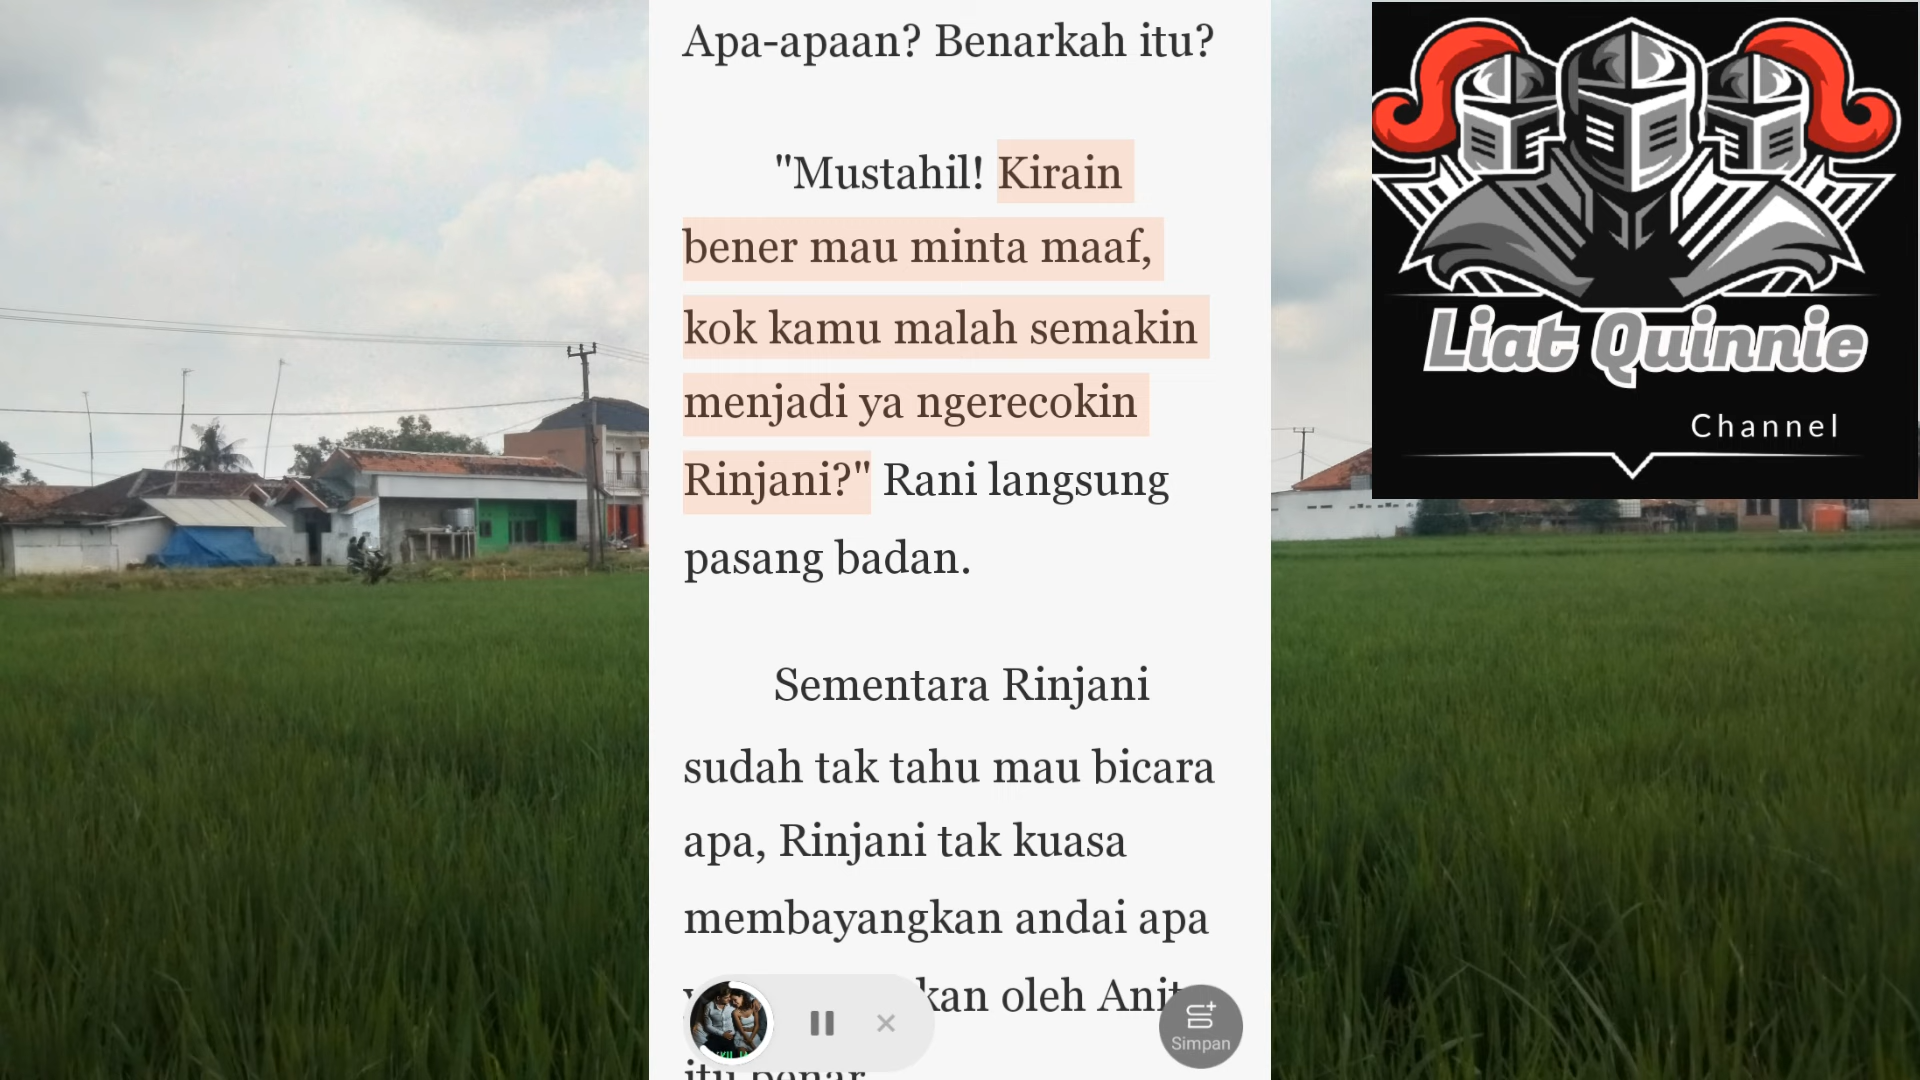 Apa-apaan? Benarkah itu?
"Mustahil! Kirain
bener mau minta maaf,
kok kamu malah semakin
menjadi ya ngerecokin
Rinjani?" Rani langsung
pasang badan.
Sementara Rinjani
sudah tak tahu mau bicara
apa, Rinjani tak kuasa
membayangkan andai apa
kan oleh
itu benar
Simpan
Liat Quinnie
Channel